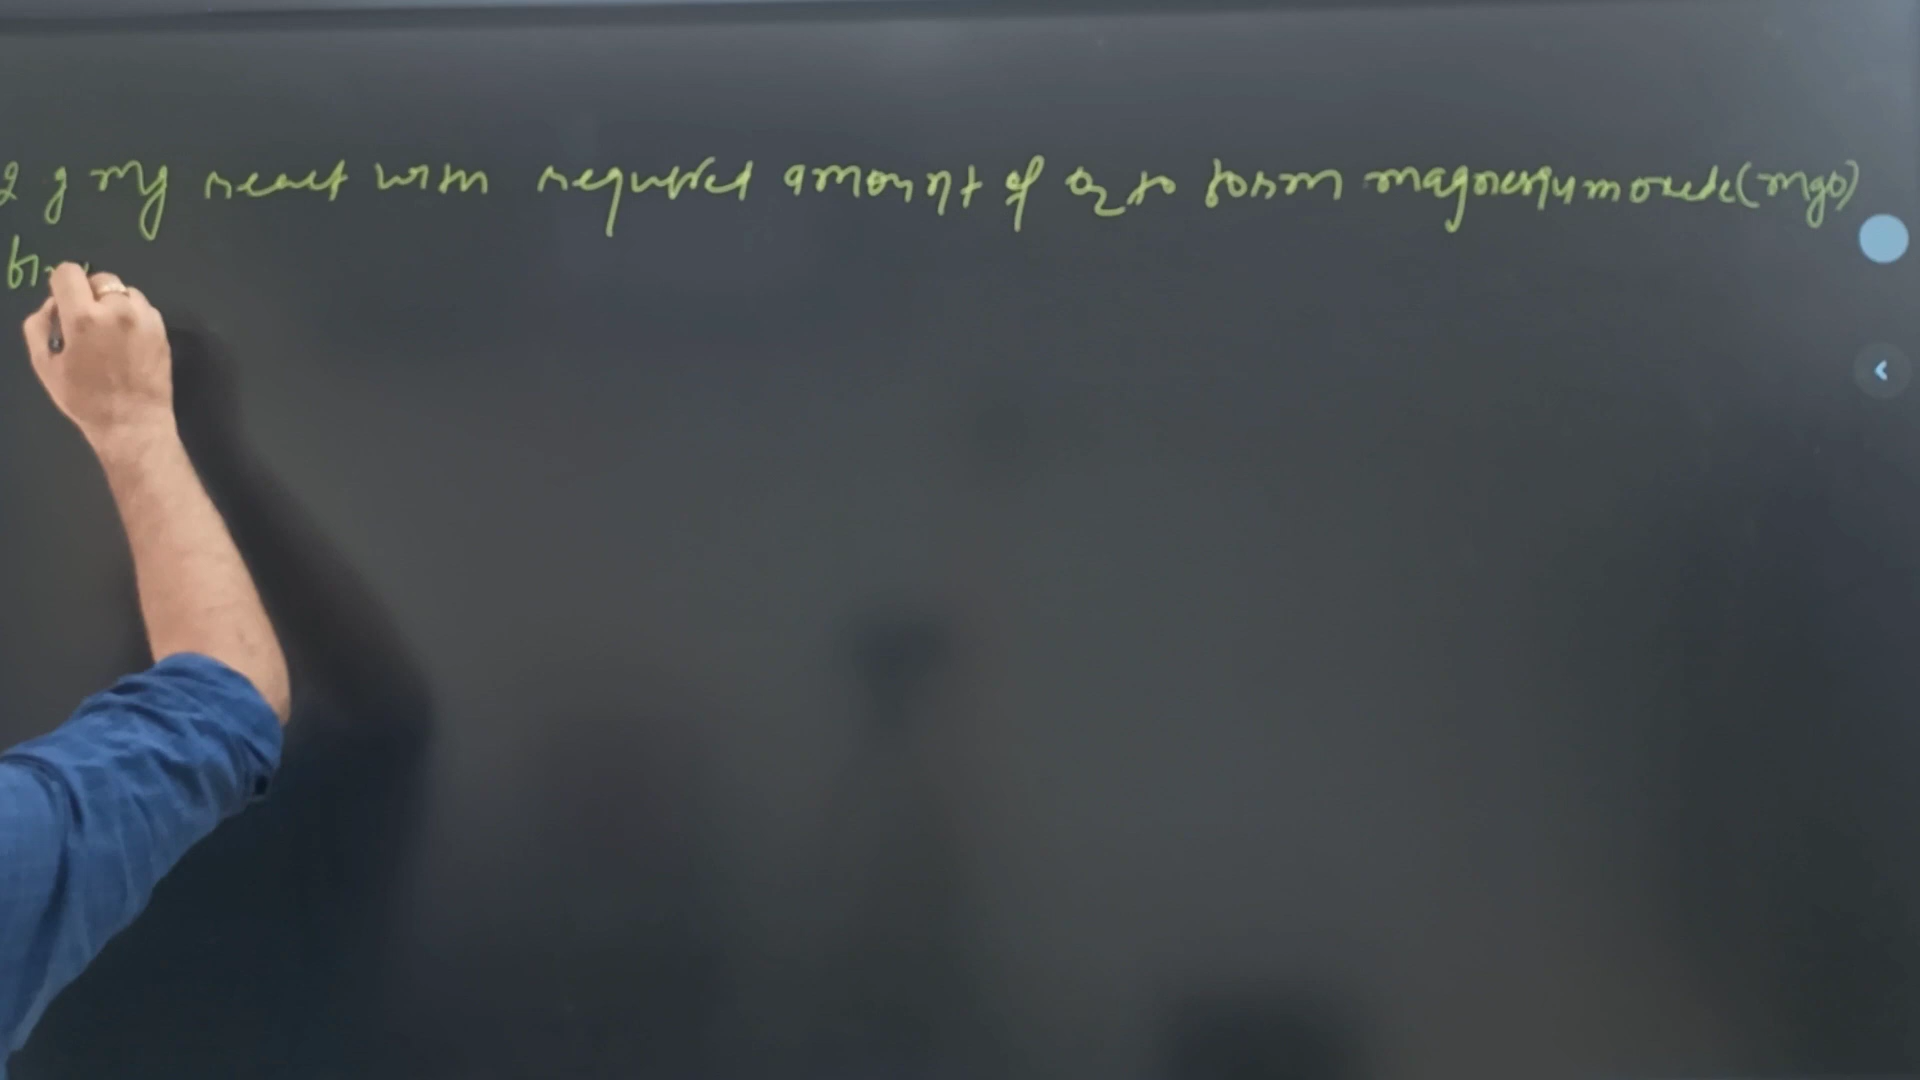 2 g mg react with required amount of O2 to form magnesium oxide (mgo)